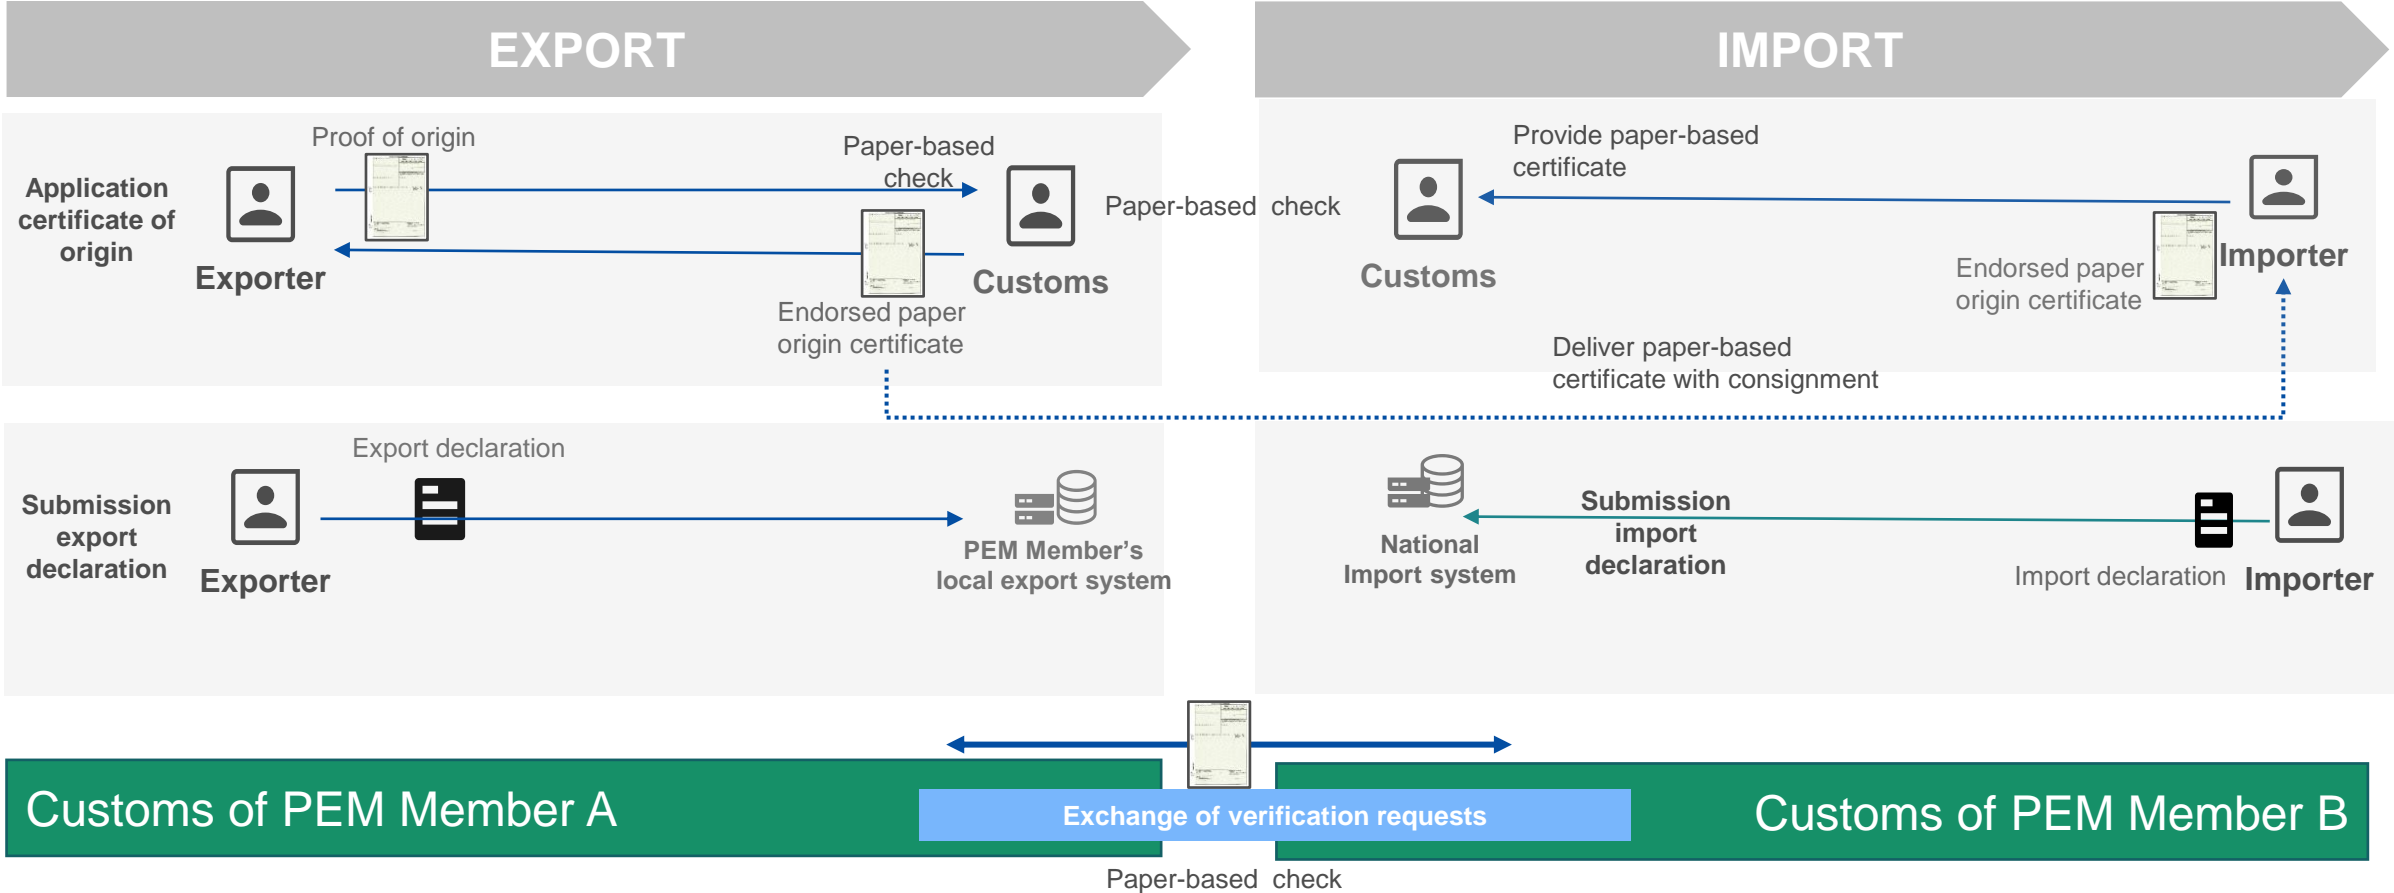 EXPORT
IMPORT
Proof of origin
Paper-based
check
Application
certificate of
origin
Exporter
Customs
Endorsed paper
origin certificate
Paper-based check
Provide paper-based
certificate
Customs
Importer
Endorsed paper
origin certificate
Deliver paper-based
certificate with consignment
Export declaration
Submission
export
declaration
Exporter
PEM Member's
local export system
National
Import system
Submission
import
declaration
Import declaration
Importer
Customs of PEM Member A
Exchange of verification requests
Customs of PEM Member B
Paper-based check